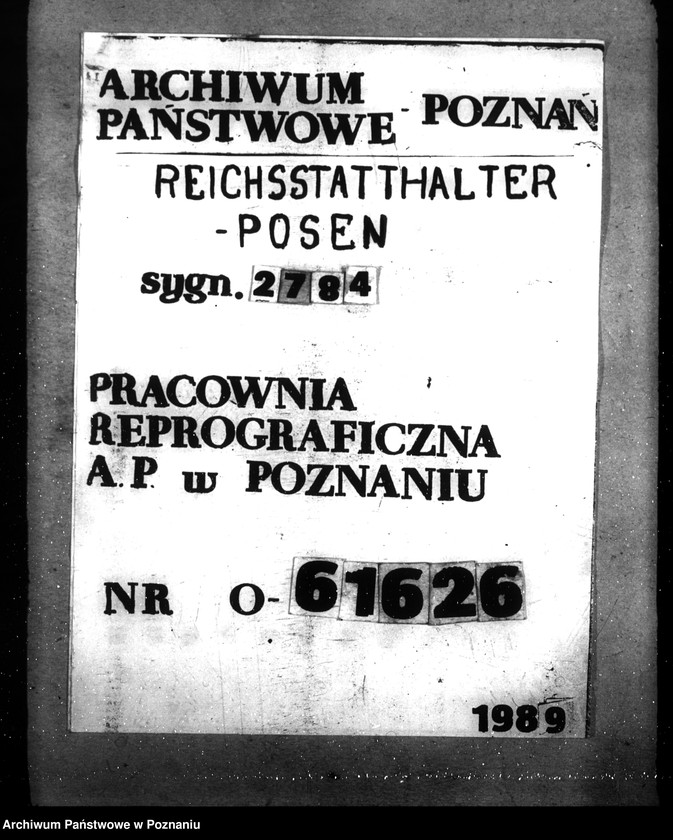 ARCHIWUM
PAŃSTWOWE - POZNAŃ
REICHSSTATTHALTER
-POSEN
sygn. 2784
PRACOWNIA
REPROGRAFICZNA
A.P. w POZNANIU
NR O-61626
1989
Archiwum Państwowe w Poznaniu